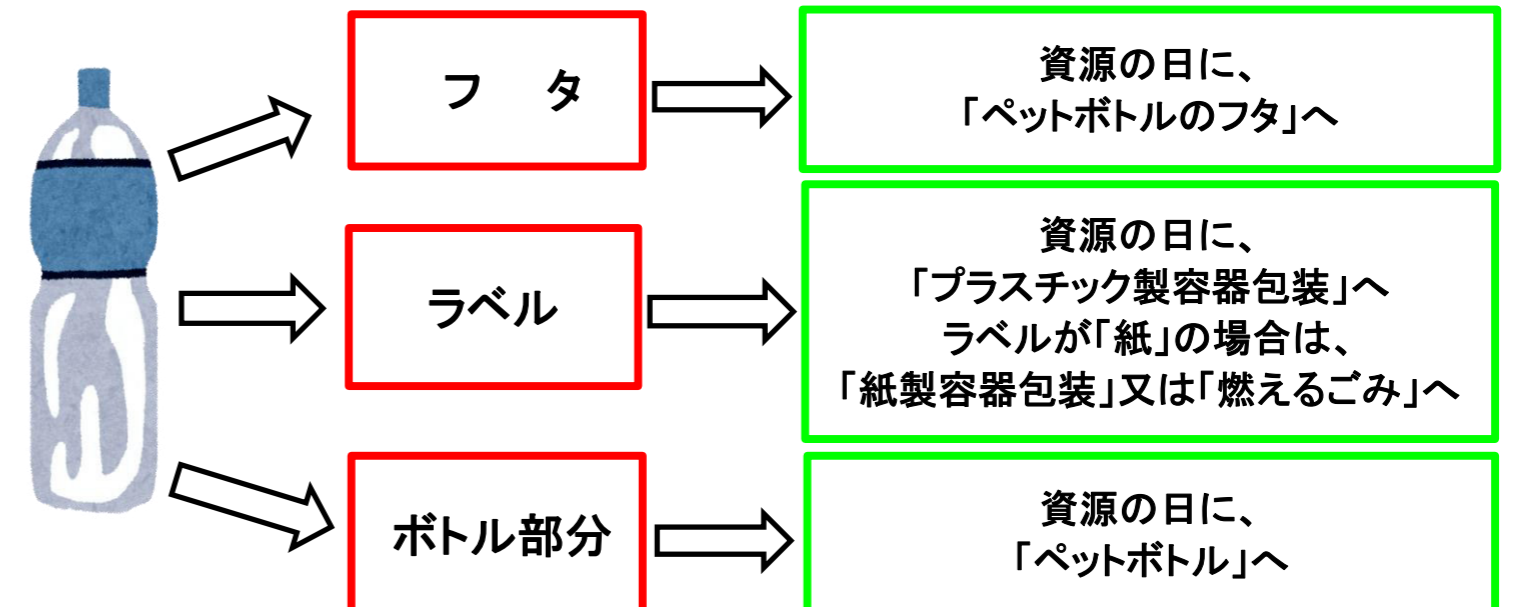 フ タ
資源の日に、
「ペットボトルのフタ」へ
ラベル
資源の日に、
「プラスチック製容器包装」へ
ラベルが「紙」の場合は、
「紙製容器包装」又は「燃えるごみ」へ
ボトル部分
資源の日に、
「ペットボトル」へ